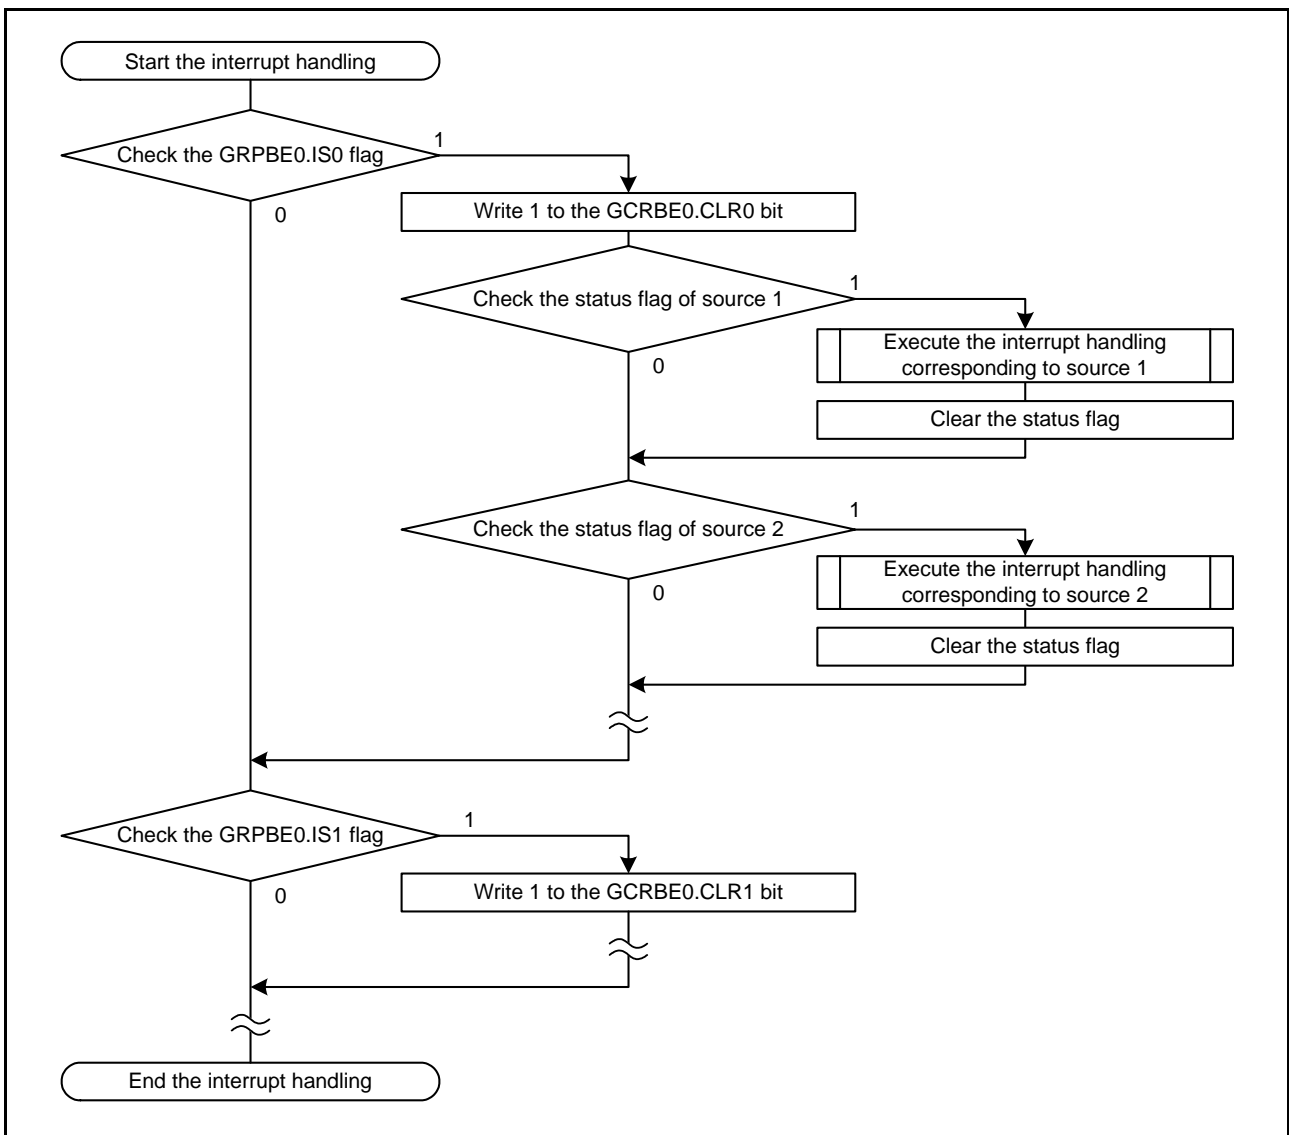 Start the interrupt handling
1
Check the GRPBE0.IS0 flag
0
Write 1 to the GCRBE0.CLR0 bit
1
Check the status flag of source 1
0
Execute the interrupt handling
corresponding to source 1
Clear the status flag
1
Check the status flag of source 2
0
Execute the interrupt handling
corresponding to source 2
Clear the status flag
1
Check the GRPBE0.IS1 flag
0
Write 1 to the GCRBE0.CLR1 bit
End the interrupt handling